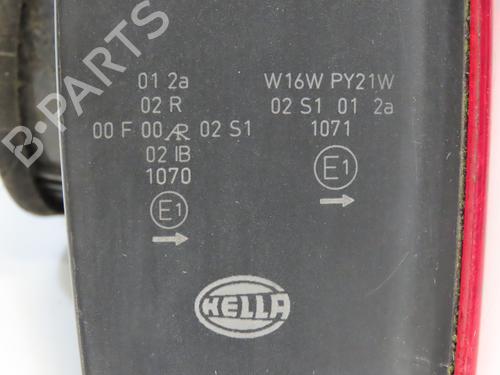 01 2a
02 R
00 F 00 AR 02 S1
02 IB
1070
E1
W16W PY21W
02 S1 01 2a
1071
E1
HELLA
B-PARTS